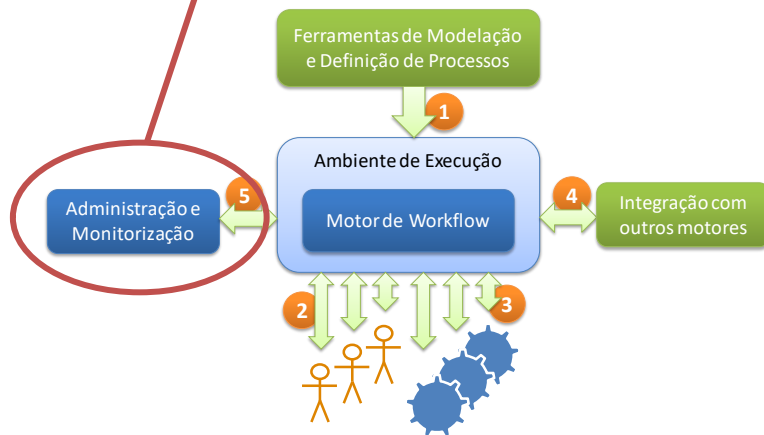 Ferramentas de Modelação
e Definição de Processos
1
Ambiente de Execução
5
4
Administração e
Monitorização
Motor de Workflow
Integração com
outros motores
2
3